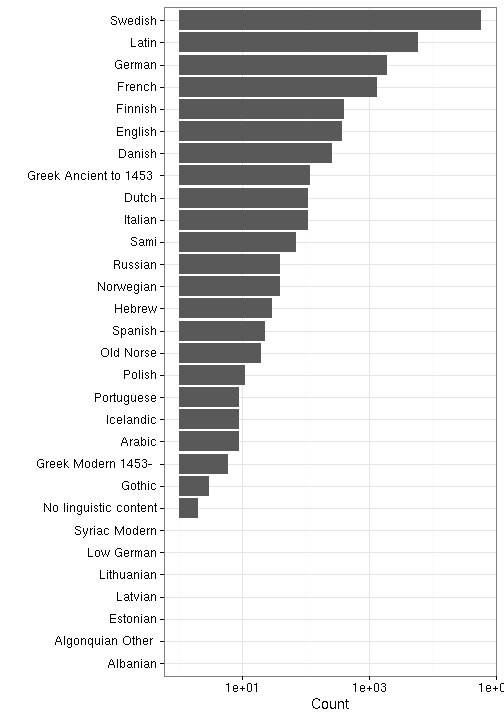 Swedish
Latin
German
French
Finnish
English
Danish
Greek Ancient to 1453
Dutch
Italian
Sami
Russian
Norwegian
Hebrew
Spanish
Old Norse
Polish
Portuguese
Icelandic
Arabic
Greek Modern 1453-
Gothic
No linguistic content
Syriac Modern
Low German
Lithuanian
Latvian
Estonian
Algonquian Other
Albanian
1e+01 1e+03
Count